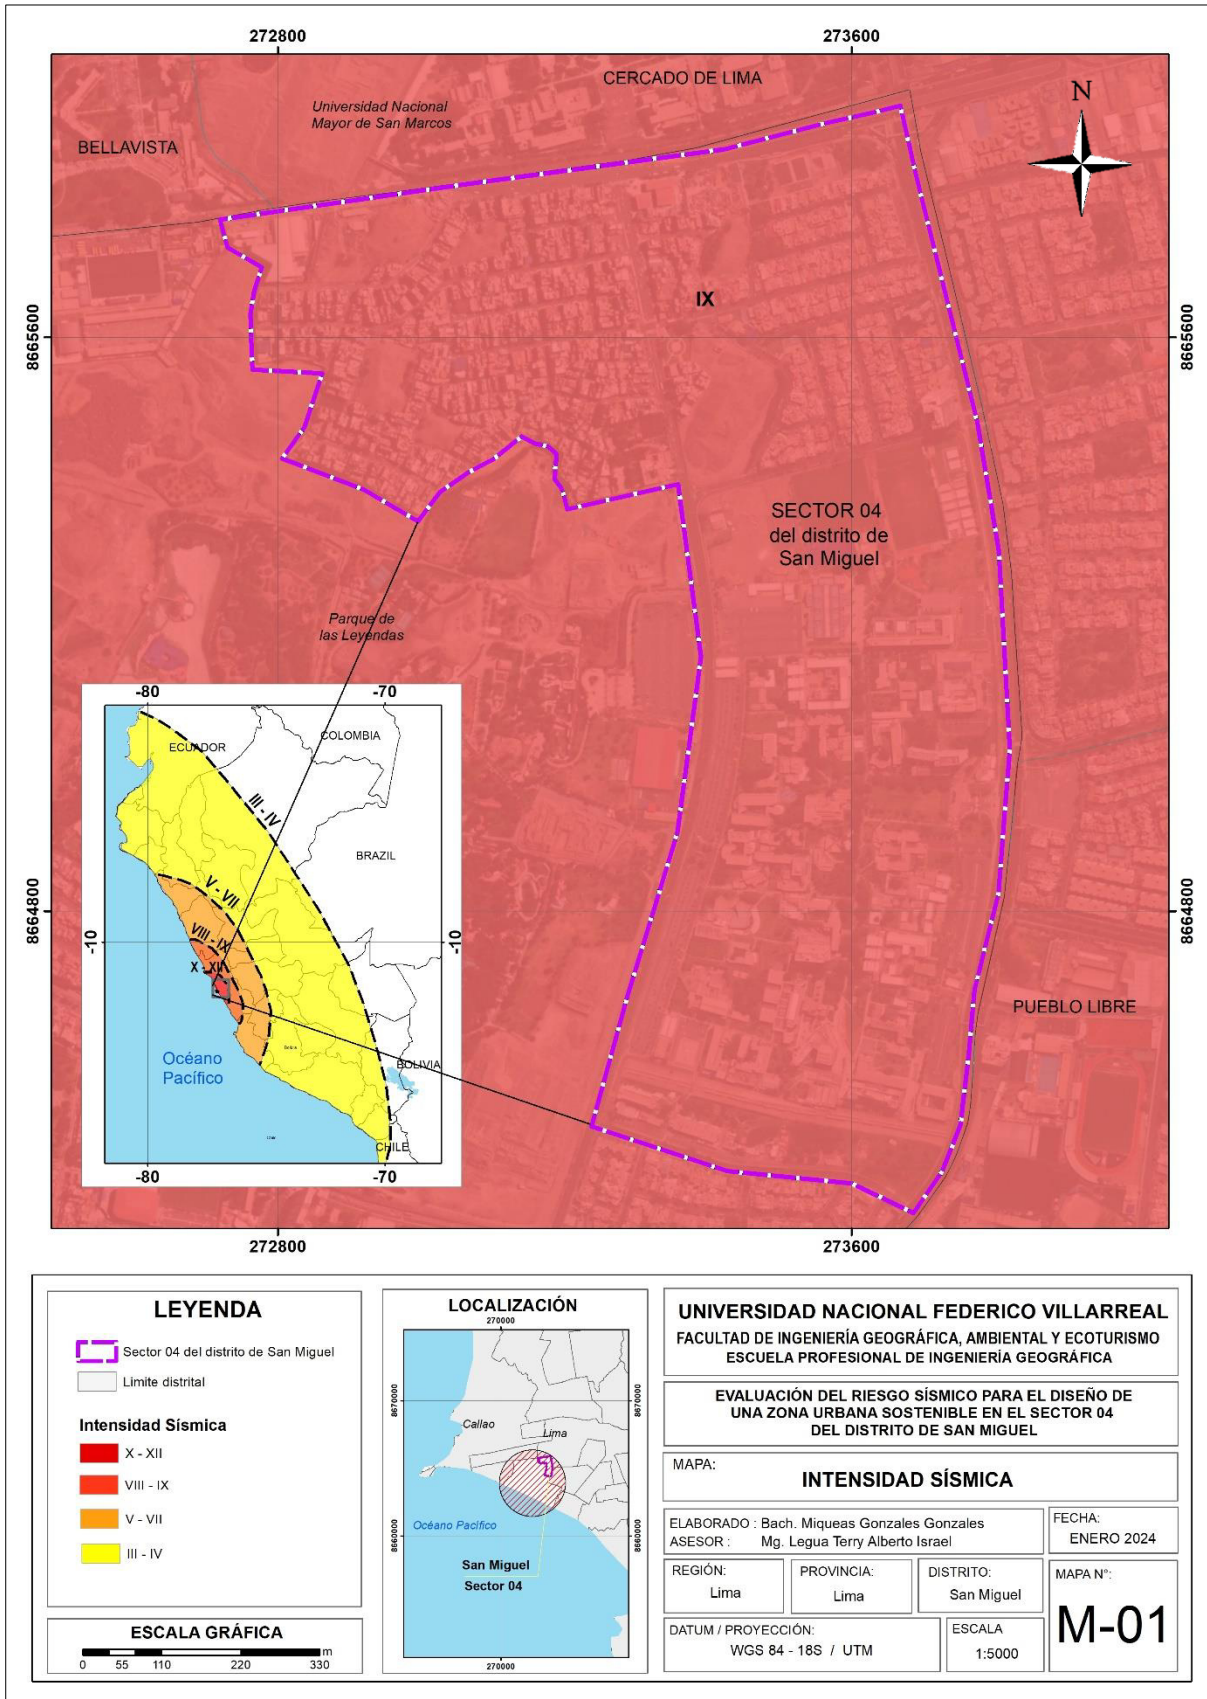 272800
273600
CERCADO DE LIMA
Universidad Nacional
Mayor de San Marcos
BELLAVISTA
N
IX
8665600
8665600
SECTOR 04
del distrito de
San Miguel
Parque de
las Leyendas
-80
-70
COLOMBIA
ECUADOR
III - IV
BRAZIL
V - VII
VIII - IX
-10
-10
X - XII
Océano
Pacífico
BOLIVIA
CHILE
-80
-70
8664800
8664800
PUEBLO LIBRE
272800
273600
LEYENDA
Sector 04 del distrito de San Miguel
Limite distrital
Intensidad Sísmica
X - XII
VIII - IX
V - VII
III - IV
ESCALA GRÁFICA
m
0 55 110 220 330
LOCALIZACIÓN
270000
8670000
8670000
Callao
Lima
Océano Pacífico
8660000
8660000
San Miguel
Sector 04
270000
UNIVERSIDAD NACIONAL FEDERICO VILLARREAL
FACULTAD DE INGENIERÍA GEOGRÁFICA, AMBIENTAL Y ECOTURISMO
ESCUELA PROFESIONAL DE INGENIERÍA GEOGRÁFICA
EVALUACIÓN DEL RIESGO SÍSMICO PARA EL DISEÑO DE
UNA ZONA URBANA SOSTENIBLE EN EL SECTOR 04
DEL DISTRITO DE SAN MIGUEL
MAPA:
INTENSIDAD SÍSMICA
ELABORADO : Bach. Miqueas Gonzales Gonzales
ASESOR : Mg. Legua Terry Alberto Israel
FECHA:
ENERO 2024
REGIÓN:
Lima
PROVINCIA:
Lima
DISTRITO:
San Miguel
MAPA N°:
M-01
DATUM / PROYECCIÓN:
WGS 84 - 18S / UTM
ESCALA
1:5000